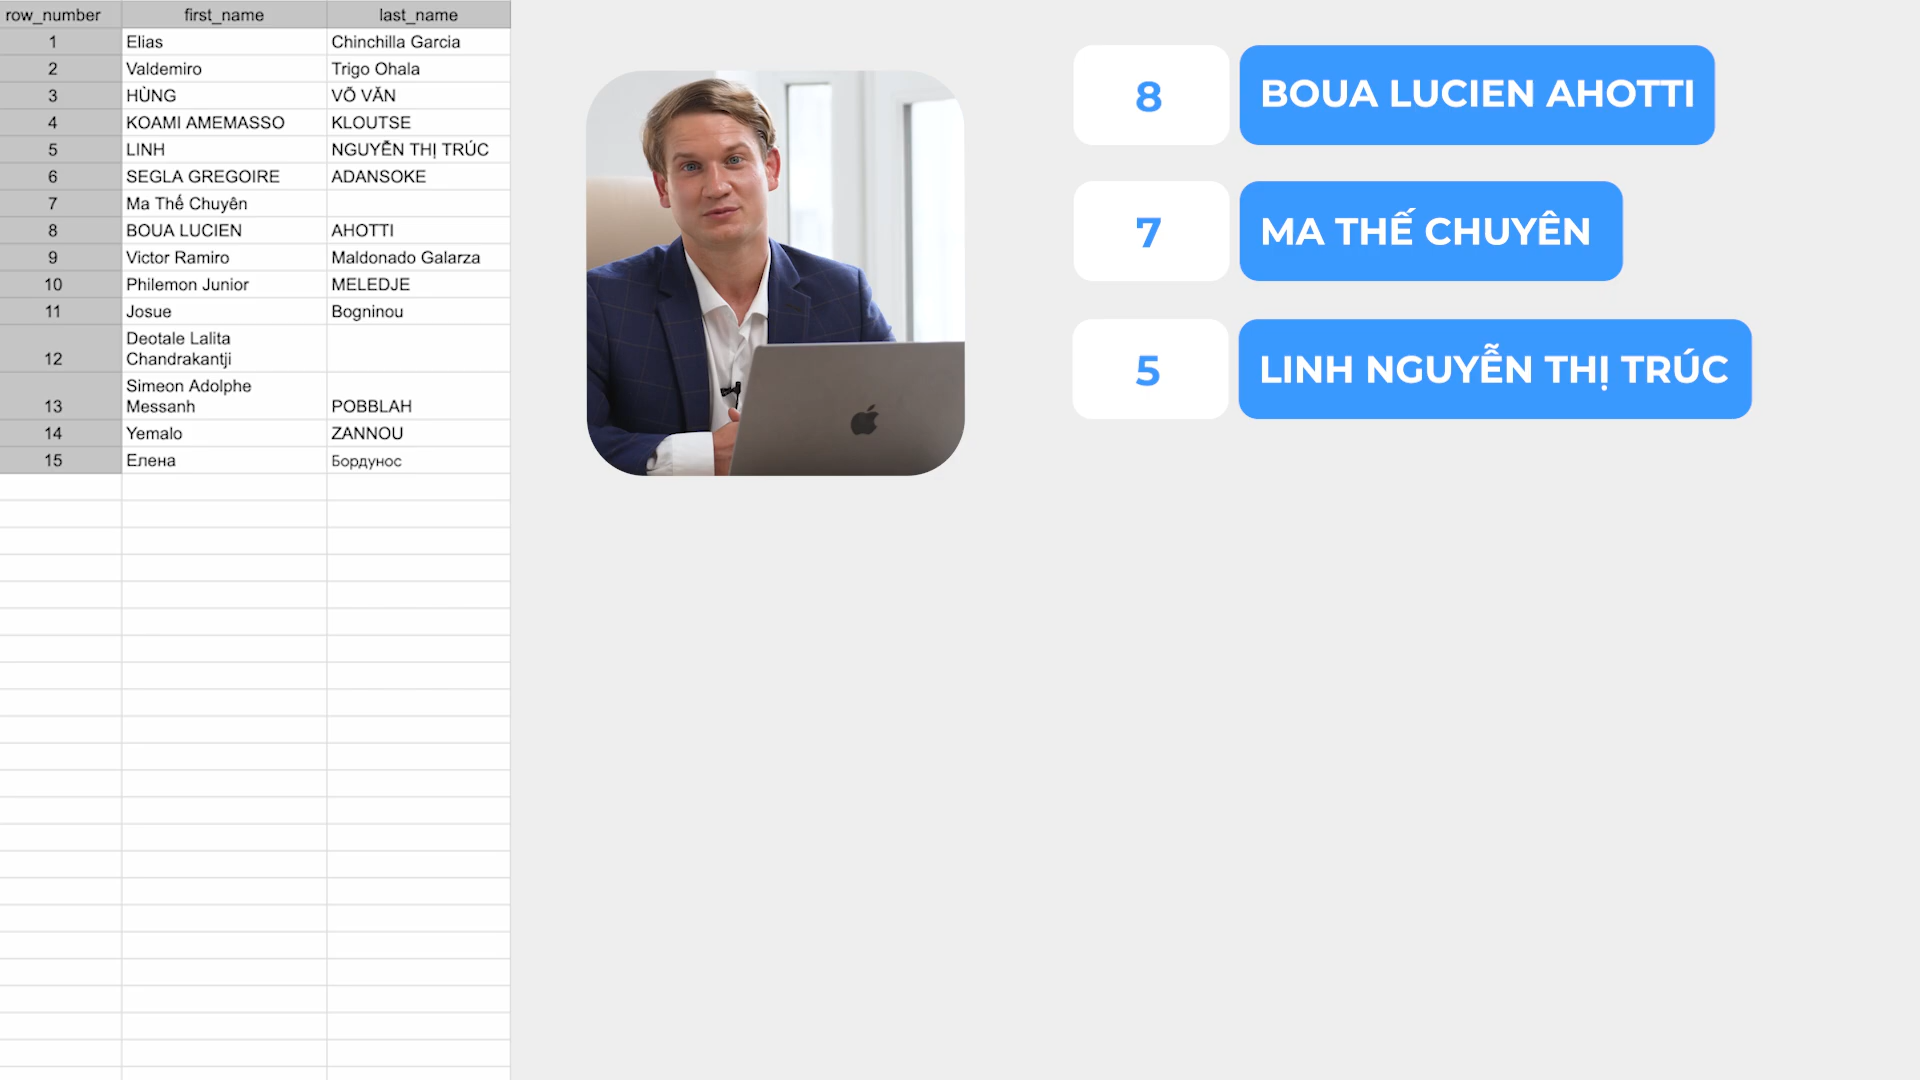 row_number first_name last_name
1 Elias Chinchilla Garcia
2 Valdemiro Trigo Ohala
3 HÙNG VÕ VĂN
4 KOAMI AMEMASSO KLOUTSE
5 LINH NGUYỄN THỊ TRÚC
6 SEGLA GREGOIRE ADANSOKE
7 Ma Thế Chuyên
8 BOUA LUCIEN AHOTTI
9 Victor Ramiro Maldonado Galarza
10 Philemon Junior MELEDJE
11 Josue Bogninou
Deotale Lalita
12 Chandrakantji
Simeon Adolphe
13 Messanh POBBLAH
14 Yemalo ZANNOU
15 Елена Бордунос
8 BOUA LUCIEN AHOTTI
7 MA THẾ CHUYÊN
5 LINH NGUYỄN THỊ TRÚC